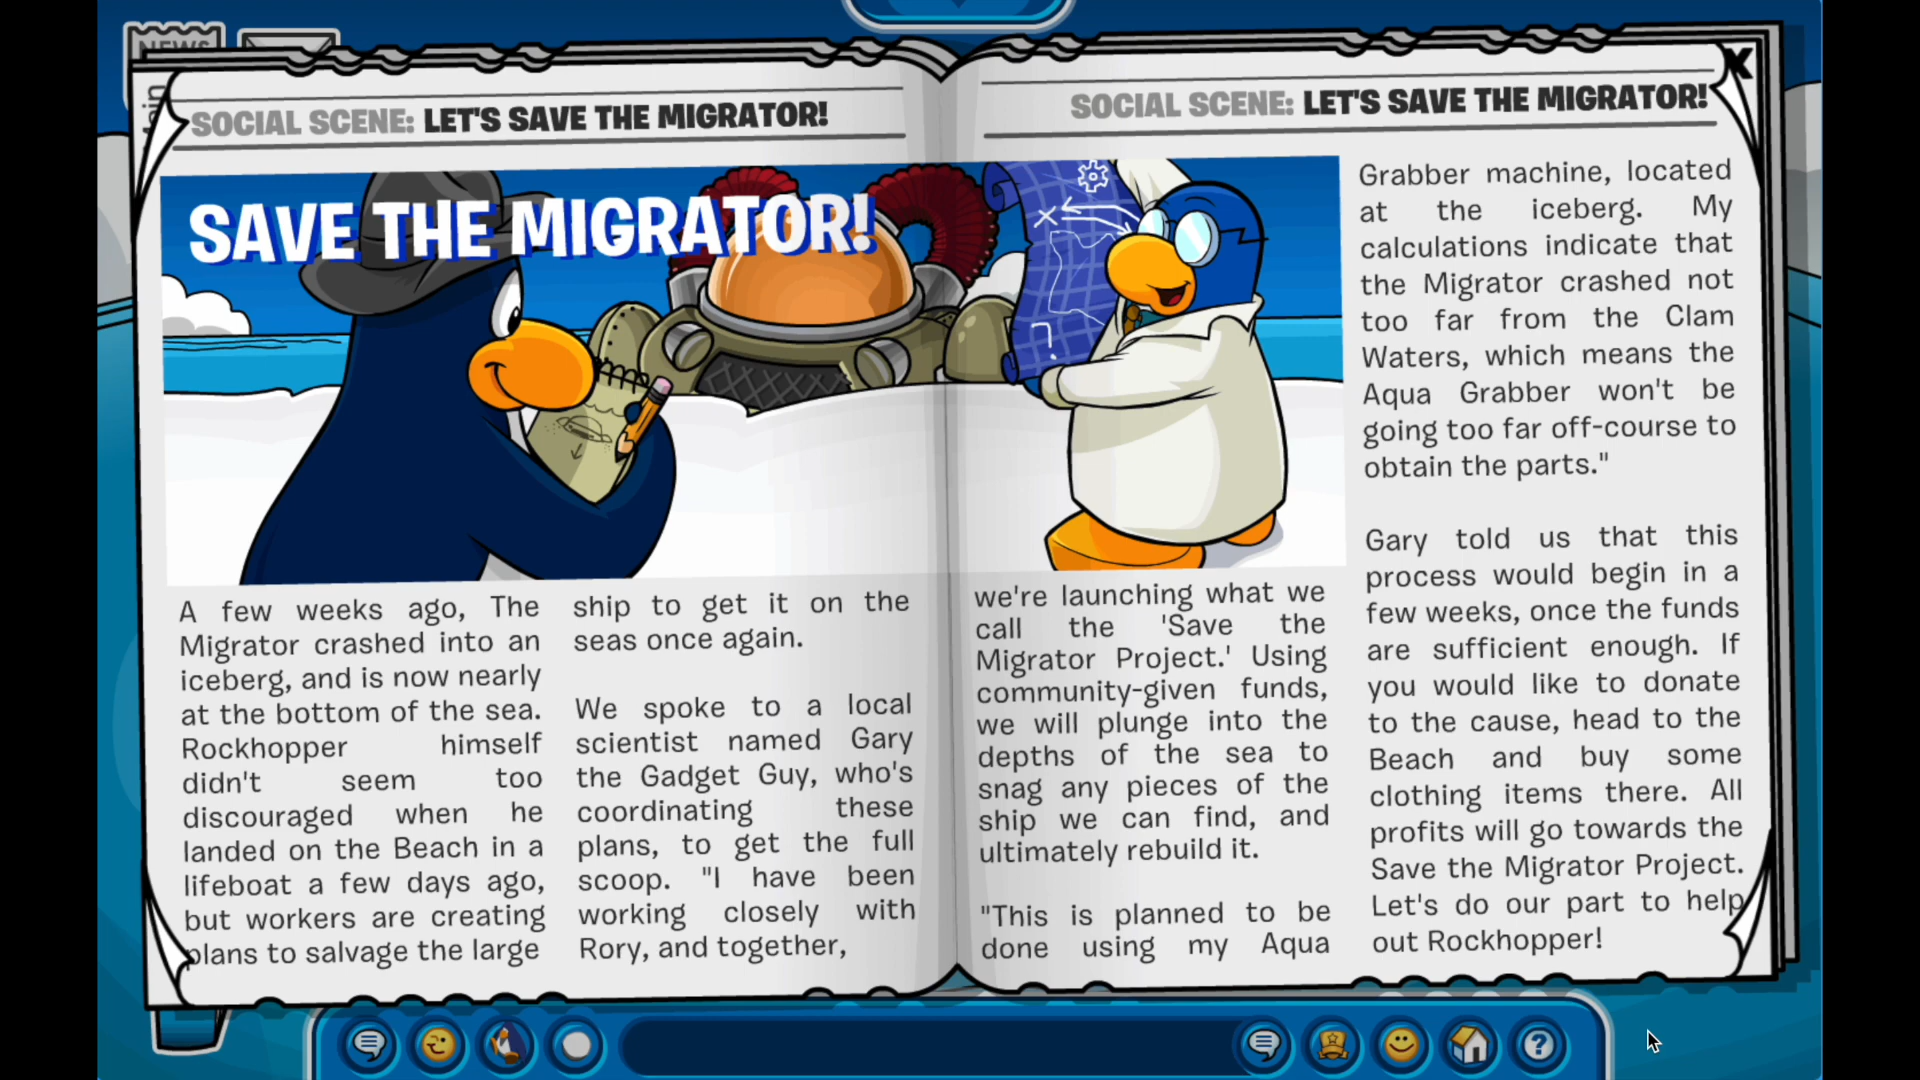 NEWS
SOCIAL SCENE: LET'S SAVE THE MIGRATOR!
SAVE THE MIGRATOR!
A few weeks ago, The
Migrator crashed into an
iceberg, and is now nearly
at the bottom of the sea.
Rockhopper himself
didn't seem too
discouraged when he
landed on the Beach in a
lifeboat a few days ago,
but workers are creating
plans to salvage the large
ship to get it on the
seas once again.
We spoke to a local
scientist named Gary
the Gadget Guy, who's
coordinating these
plans, to get the full
scoop. "I have been
working closely with
Rory, and together,
SOCIAL SCENE: LET'S SAVE THE MIGRATOR!
we're launching what we
call the 'Save the
Migrator Project.' Using
community-given funds,
we will plunge into the
depths of the sea to
snag any pieces of the
ship we can find, and
ultimately rebuild it.
"This is planned to be
done using my Aqua
Grabber machine, located
at the iceberg. My
calculations indicate that
the Migrator crashed not
too far from the Clam
Waters, which means the
Aqua Grabber won't be
going too far off-course to
obtain the parts."
Gary told us that this
process would begin in a
few weeks, once the funds
are sufficient enough. If
you would like to donate
to the cause, head to the
Beach and buy some
clothing items there. All
profits will go towards the
Save the Migrator Project.
Let's do our part to help
out Rockhopper!
X
?